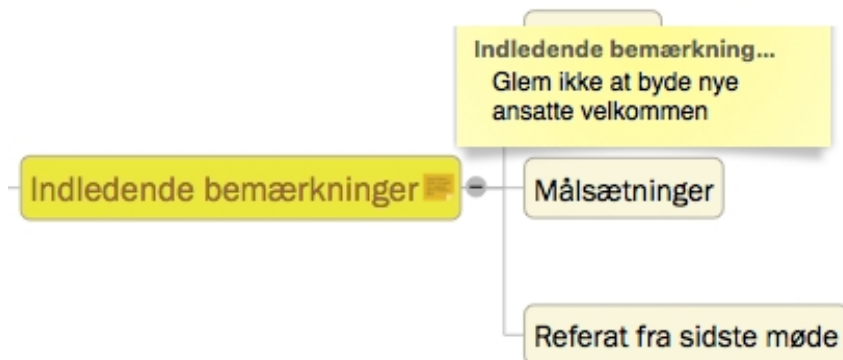 Indledende bemærkning...
Glem ikke at byde nye
ansatte velkommen
Indledende bemærkninger
Målsætninger
Referat fra sidste møde